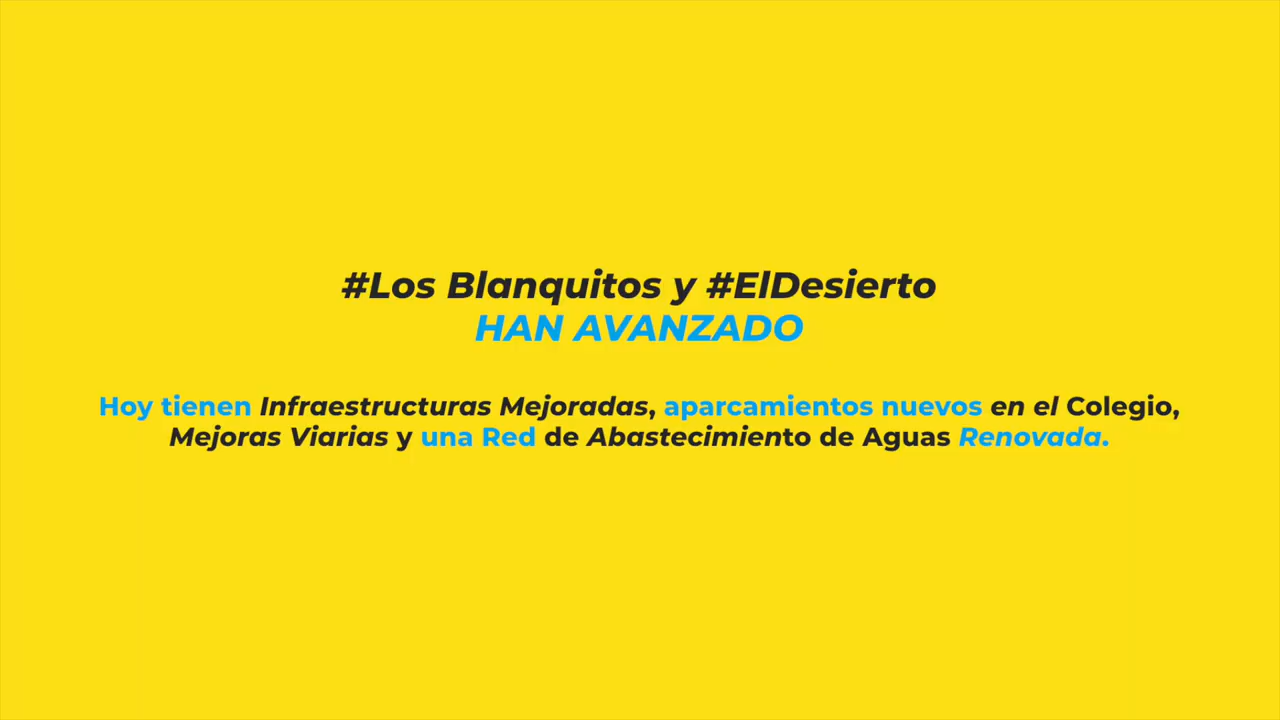 #Los Blanquitos y #ElDesierto
HAN AVANZADO
Hoy tienen Infraestructuras Mejoradas, aparcamientos nuevos en el Colegio,
Mejoras Viarias y una Red de Abastecimiento de Aguas Renovada.